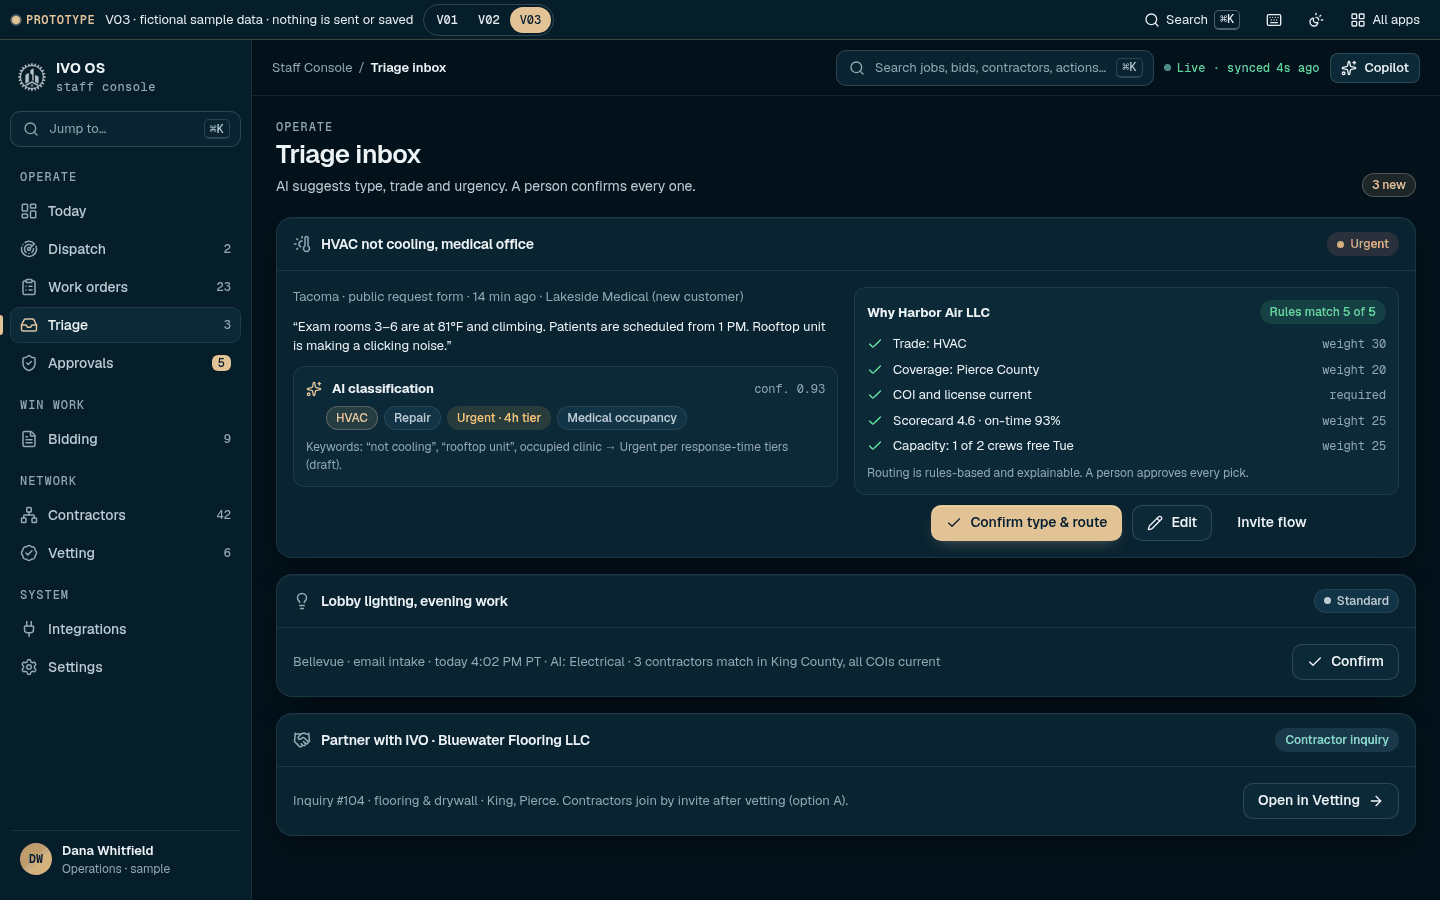 PROTOTYPE V03 · fictional sample data · nothing is sent or saved V01 V02 V03 Search ⌘K All apps
IVO OS
staff console
Jump to… ⌘K
OPERATE
Today
Dispatch 2
Work orders 23
Triage 3
Approvals 5
WIN WORK
Bidding 9
NETWORK
Contractors 42
Vetting 6
SYSTEM
Integrations
Settings
DW Dana Whitfield
Operations · sample
Staff Console / Triage inbox
Search jobs, bids, contractors, actions… ⌘K
Live · synced 4s ago
Copilot
OPERATE
Triage inbox
AI suggests type, trade and urgency. A person confirms every one.
3 new
HVAC not cooling, medical office
Urgent
Tacoma · public request form · 14 min ago · Lakeside Medical (new customer)
“Exam rooms 3–6 are at 81°F and climbing. Patients are scheduled from 1 PM. Rooftop unit
is making a clicking noise.”
AI classification conf. 0.93
HVAC Repair Urgent · 4h tier Medical occupancy
Keywords: “not cooling”, “rooftop unit”, occupied clinic → Urgent per response-time tiers
(draft).
Why Harbor Air LLC Rules match 5 of 5
Trade: HVAC weight 30
Coverage: Pierce County weight 20
COI and license current required
Scorecard 4.6 · on-time 93% weight 25
Capacity: 1 of 2 crews free Tue weight 25
Routing is rules-based and explainable. A person approves every pick.
Confirm type & route Edit Invite flow
Lobby lighting, evening work
Standard
Bellevue · email intake · today 4:02 PM PT · AI: Electrical · 3 contractors match in King County, all COIs current
Confirm
Partner with IVO · Bluewater Flooring LLC
Contractor inquiry
Inquiry #104 · flooring & drywall · King, Pierce. Contractors join by invite after vetting (option A).
Open in Vetting →